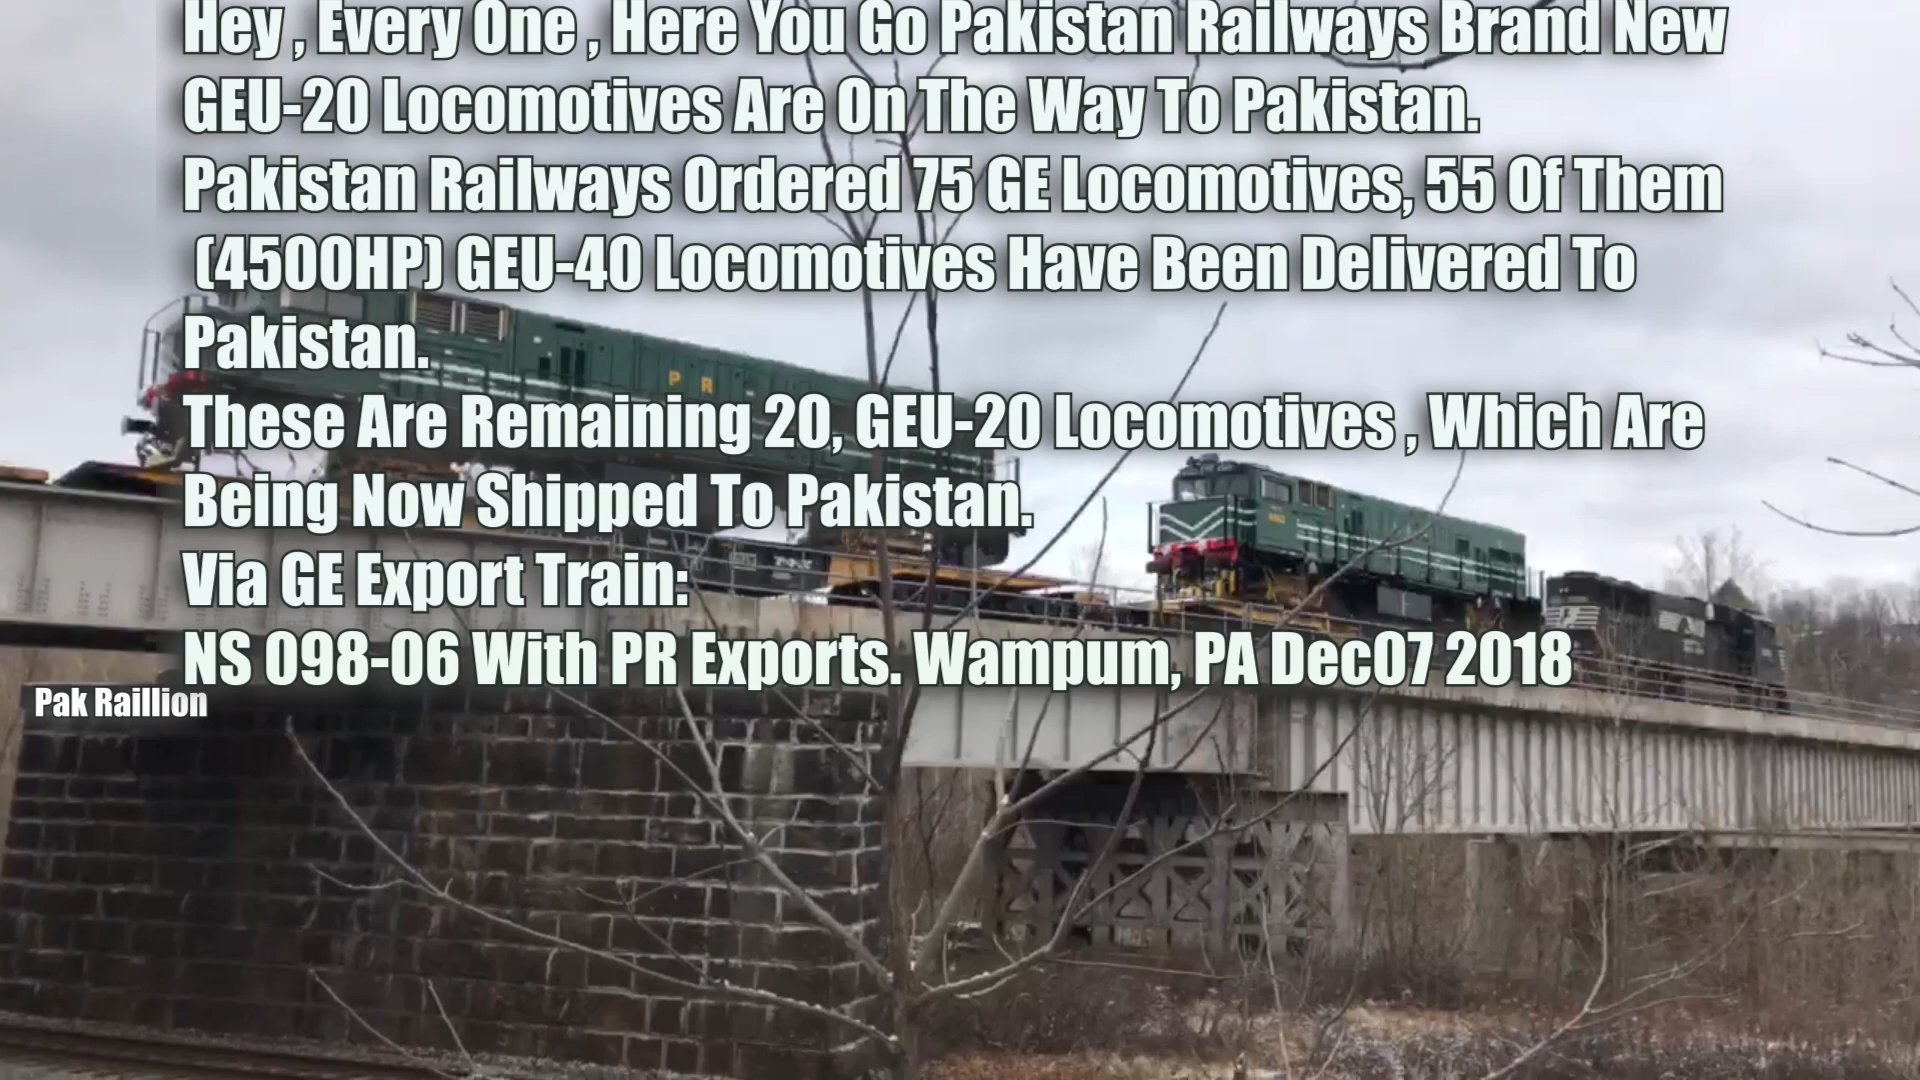 Hey , Every One , Here You Go Pakistan Railways Brand New
GEU-20 Locomotives Are On The Way To Pakistan.
Pakistan Railways Ordered 75 GE Locomotives, 55 Of Them
(4500HP) GEU-40 Locomotives Have Been Delivered To
Pakistan.
These Are Remaining 20, GEU-20 Locomotives , Which Are
Being Now Shipped To Pakistan.
Via GE Export Train:
NS 098-06 With PR Exports. Wampum, PA Dec07 2018
Pak Raillion
P R